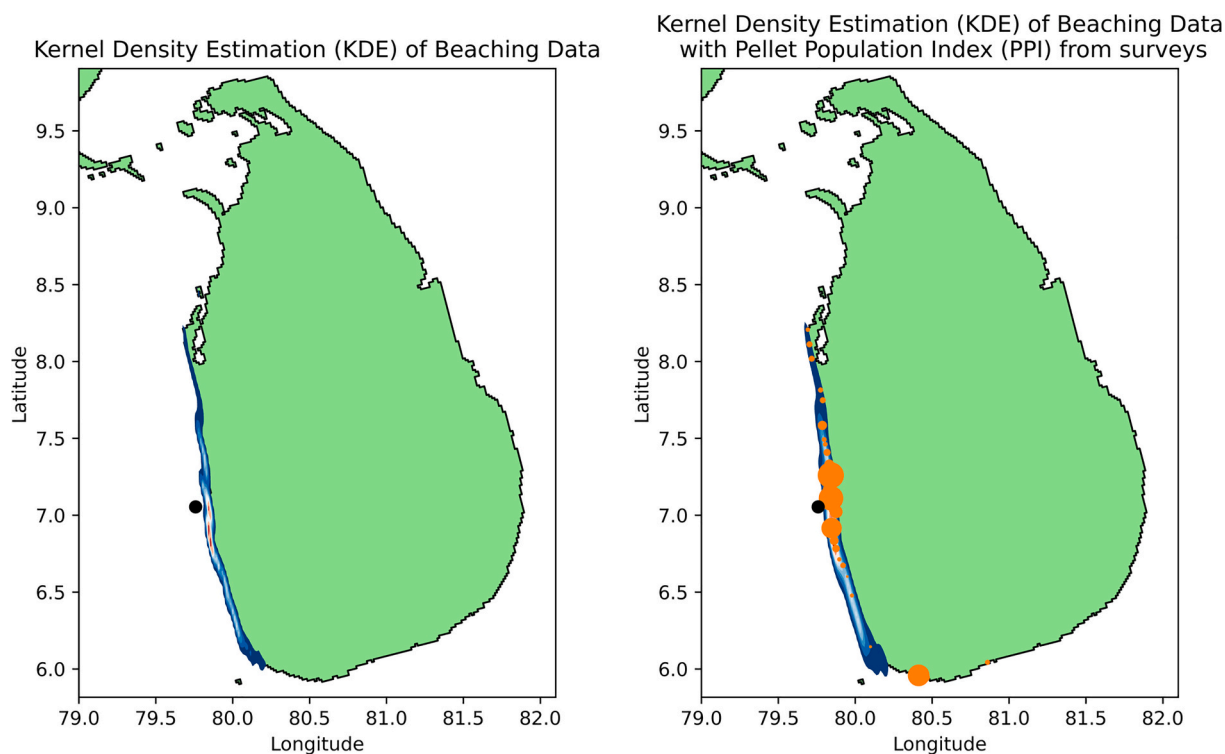 Kernel Density Estimation (KDE) of Beaching Data
9.5
9.0
8.5
8.0
7.5
7.0
6.5
6.0
Latitude
79.0 79.5 80.0 80.5 81.0 81.5 82.0
Longitude
Kernel Density Estimation (KDE) of Beaching Data
with Pellet Population Index (PPI) from surveys
9.5
9.0
8.5
8.0
7.5
7.0
6.5
6.0
Latitude
79.0 79.5 80.0 80.5 81.0 81.5 82.0
Longitude